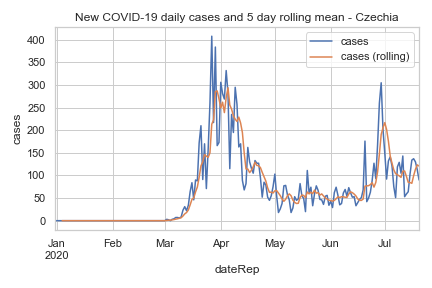 New COVID-19 daily cases and 5 day rolling mean - Czechia
cases
cases (rolling)
400
350
300
250
200
150
100
50
0
cases
Jan Feb Mar Apr May Jun Jul
2020
dateRep